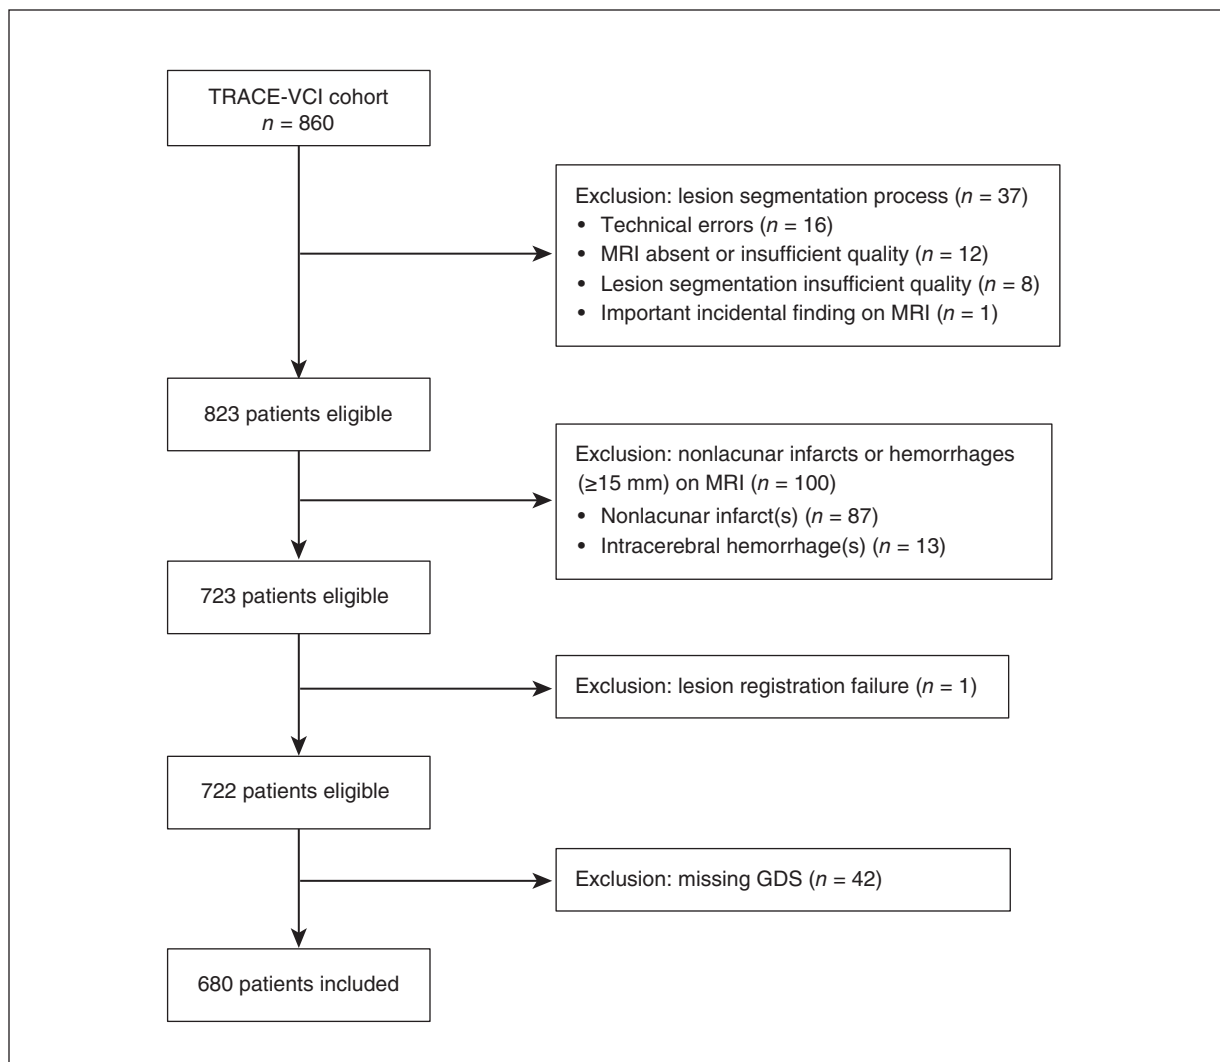 TRACE-VCI cohort
n = 860
Exclusion: lesion segmentation process (n = 37)
• Technical errors (n = 16)
• MRI absent or insufficient quality (n = 12)
• Lesion segmentation insufficient quality (n = 8)
• Important incidental finding on MRI (n = 1)
823 patients eligible
Exclusion: nonlacunar infarcts or hemorrhages
(≥15 mm) on MRI (n = 100)
• Nonlacunar infarct(s) (n = 87)
• Intracerebral hemorrhage(s) (n = 13)
723 patients eligible
Exclusion: lesion registration failure (n = 1)
722 patients eligible
Exclusion: missing GDS (n = 42)
680 patients included